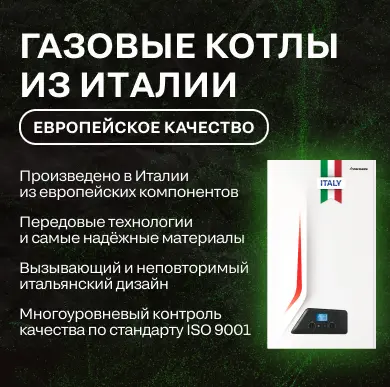 ГАЗОВЫЕ КОТЛЫ
ИЗ ИТАЛИИ
ЕВРОПЕЙСКОЕ КАЧЕСТВО
Произведено в Италии
из европейских компонентов
Передовые технологии
и самые надёжные материалы
Вызывающий и неповторимый
итальянский дизайн
Многоуровневый контроль
качества по стандарту ISO 9001
ITALY